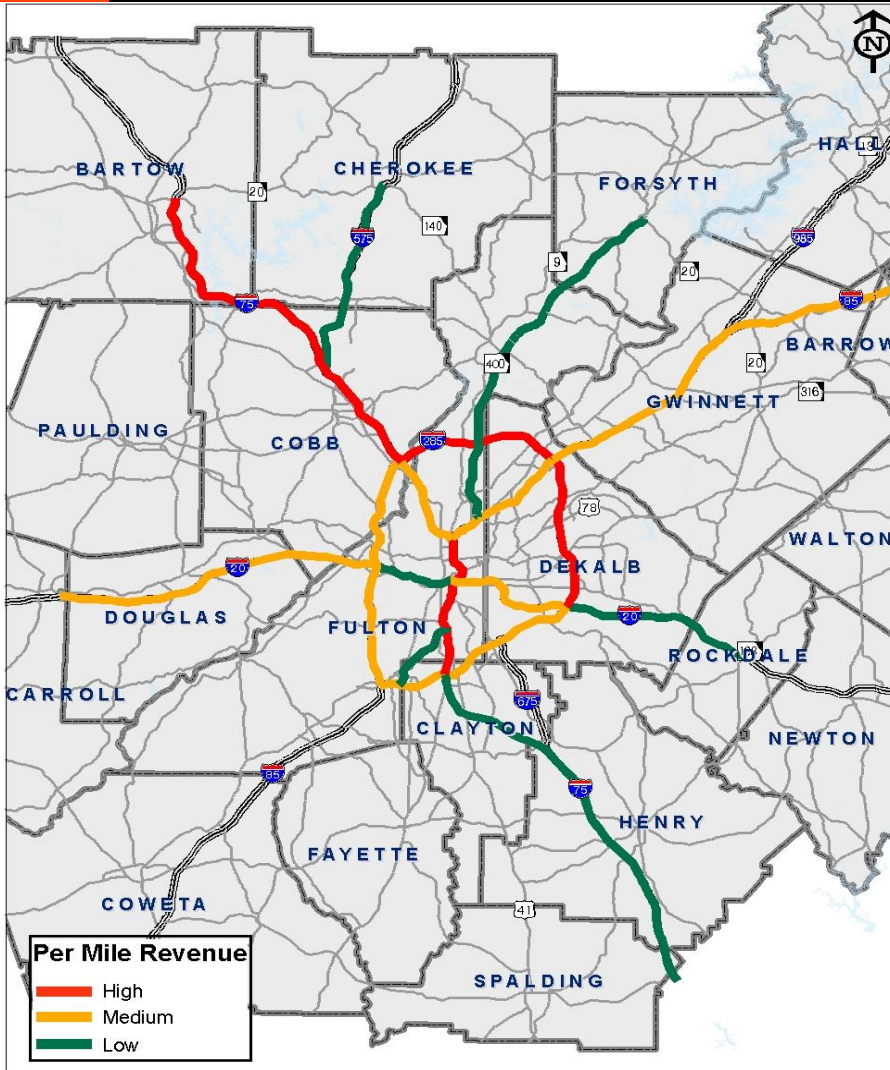 N
HALL
13
BARTOW
CHEROKEE
FORSYTH
20
140
575
985
9
20
75
85
BARROW
400
20
316
GWINNETT
PAULDING
COBB
285
78
WALTON
20
DEKALB
DOUGLAS
FULTON
20
ROCKDALE
CARROLL
675
CLAYTON
NEWTON
85
75
HENRY
FAYETTE
COWETA
41
Per Mile Revenue
High
Medium
Low
SPALDING